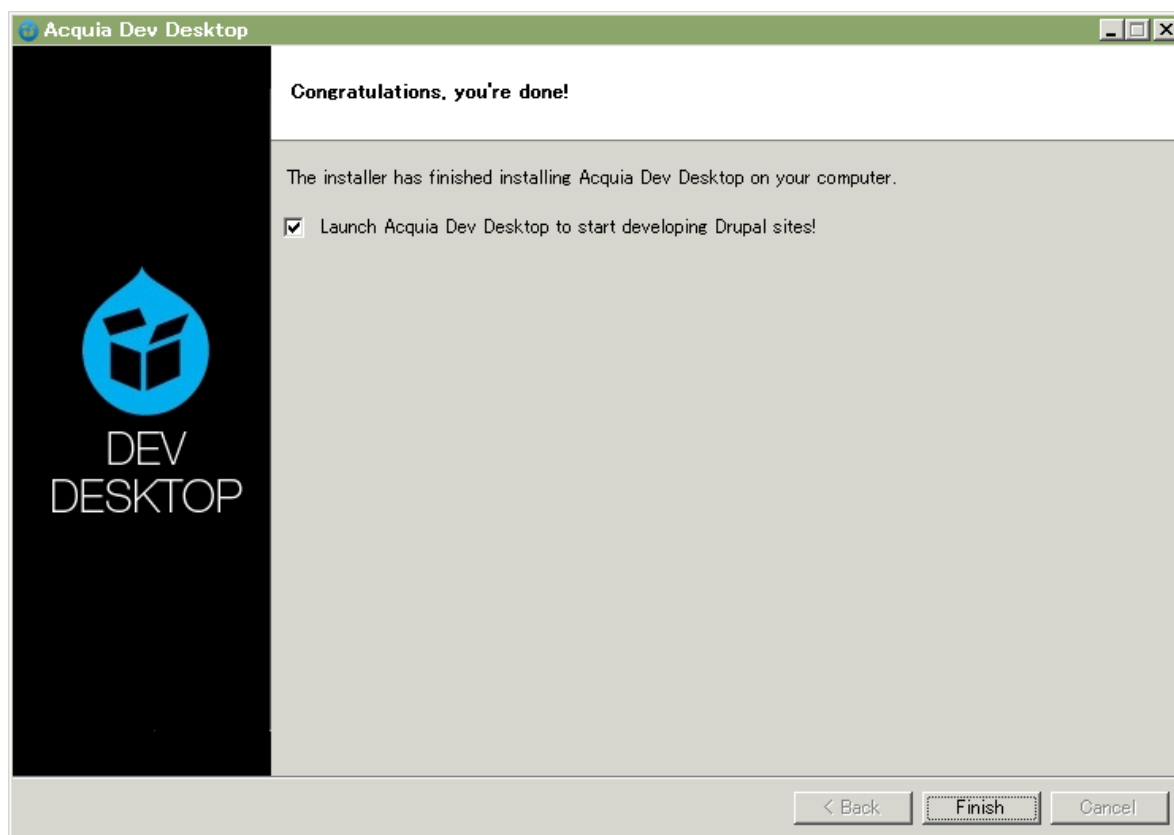 Acquia Dev Desktop
Congratulations, you're done!
The installer has finished installing Acquia Dev Desktop on your computer.
Launch Acquia Dev Desktop to start developing Drupal sites!
DEV
DESKTOP
< Back
Finish
Cancel